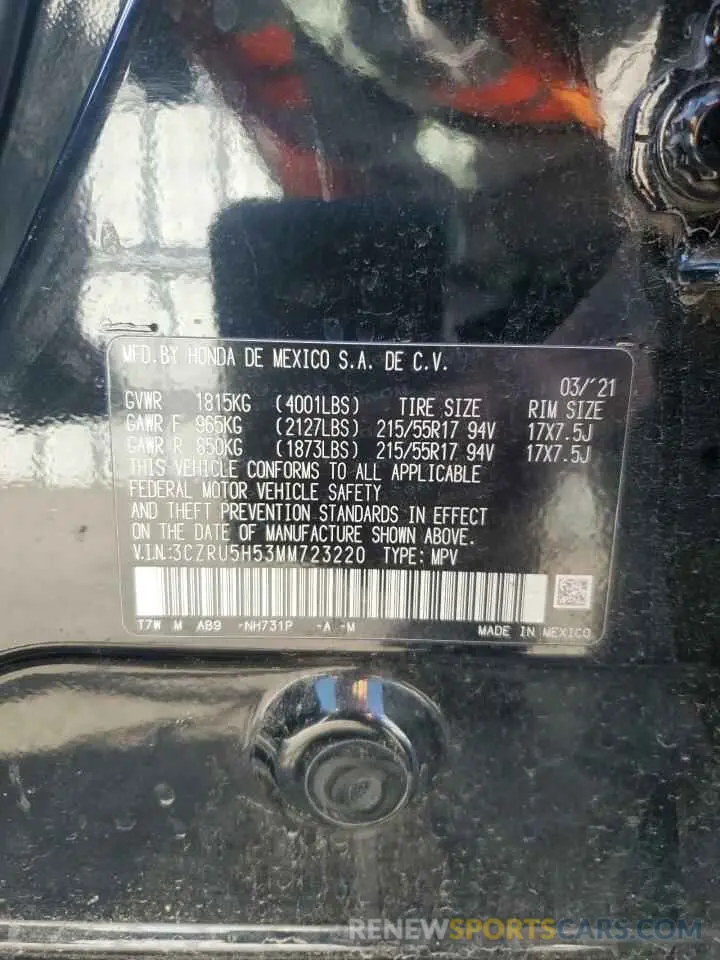 MFD.BY HONDA DE MEXICO S.A. DE C.V.
03/'21
GVWR 1815KG (4001LBS) TIRE SIZE RIM SIZE
GAWR F 965KG (2127LBS) 215/55R17 94V 17X7.5J
GAWR R 850KG (1873LBS) 215/55R17 94V 17X7.5J
THIS VEHICLE CONFORMS TO ALL APPLICABLE
FEDERAL MOTOR VEHICLE SAFETY
AND THEFT PREVENTION STANDARDS IN EFFECT
ON THE DATE OF MANUFACTURE SHOWN ABOVE.
V.I.N.:3CZRU5H53MM723220 TYPE: MPV
T7W M AB9 -NH731P -A -M MADE IN MEXICO
RENEWSPORTSCARS.COM